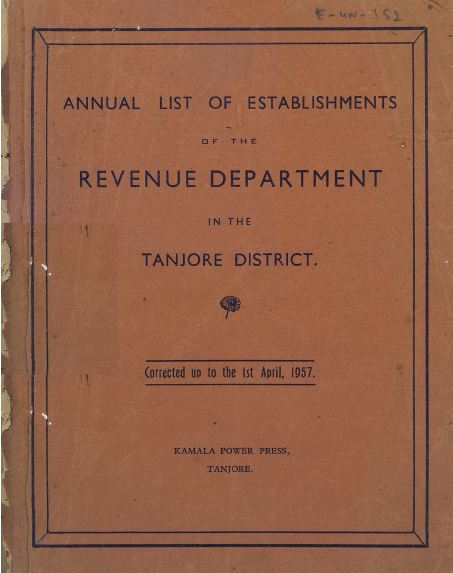 E-UN-152
ANNUAL LIST OF ESTABLISHMENTS
OF THE
REVENUE DEPARTMENT
IN THE
TANJORE DISTRICT.
Corrected up to the 1st April, 1957.
KAMALA POWER PRESS,
TANJORE.